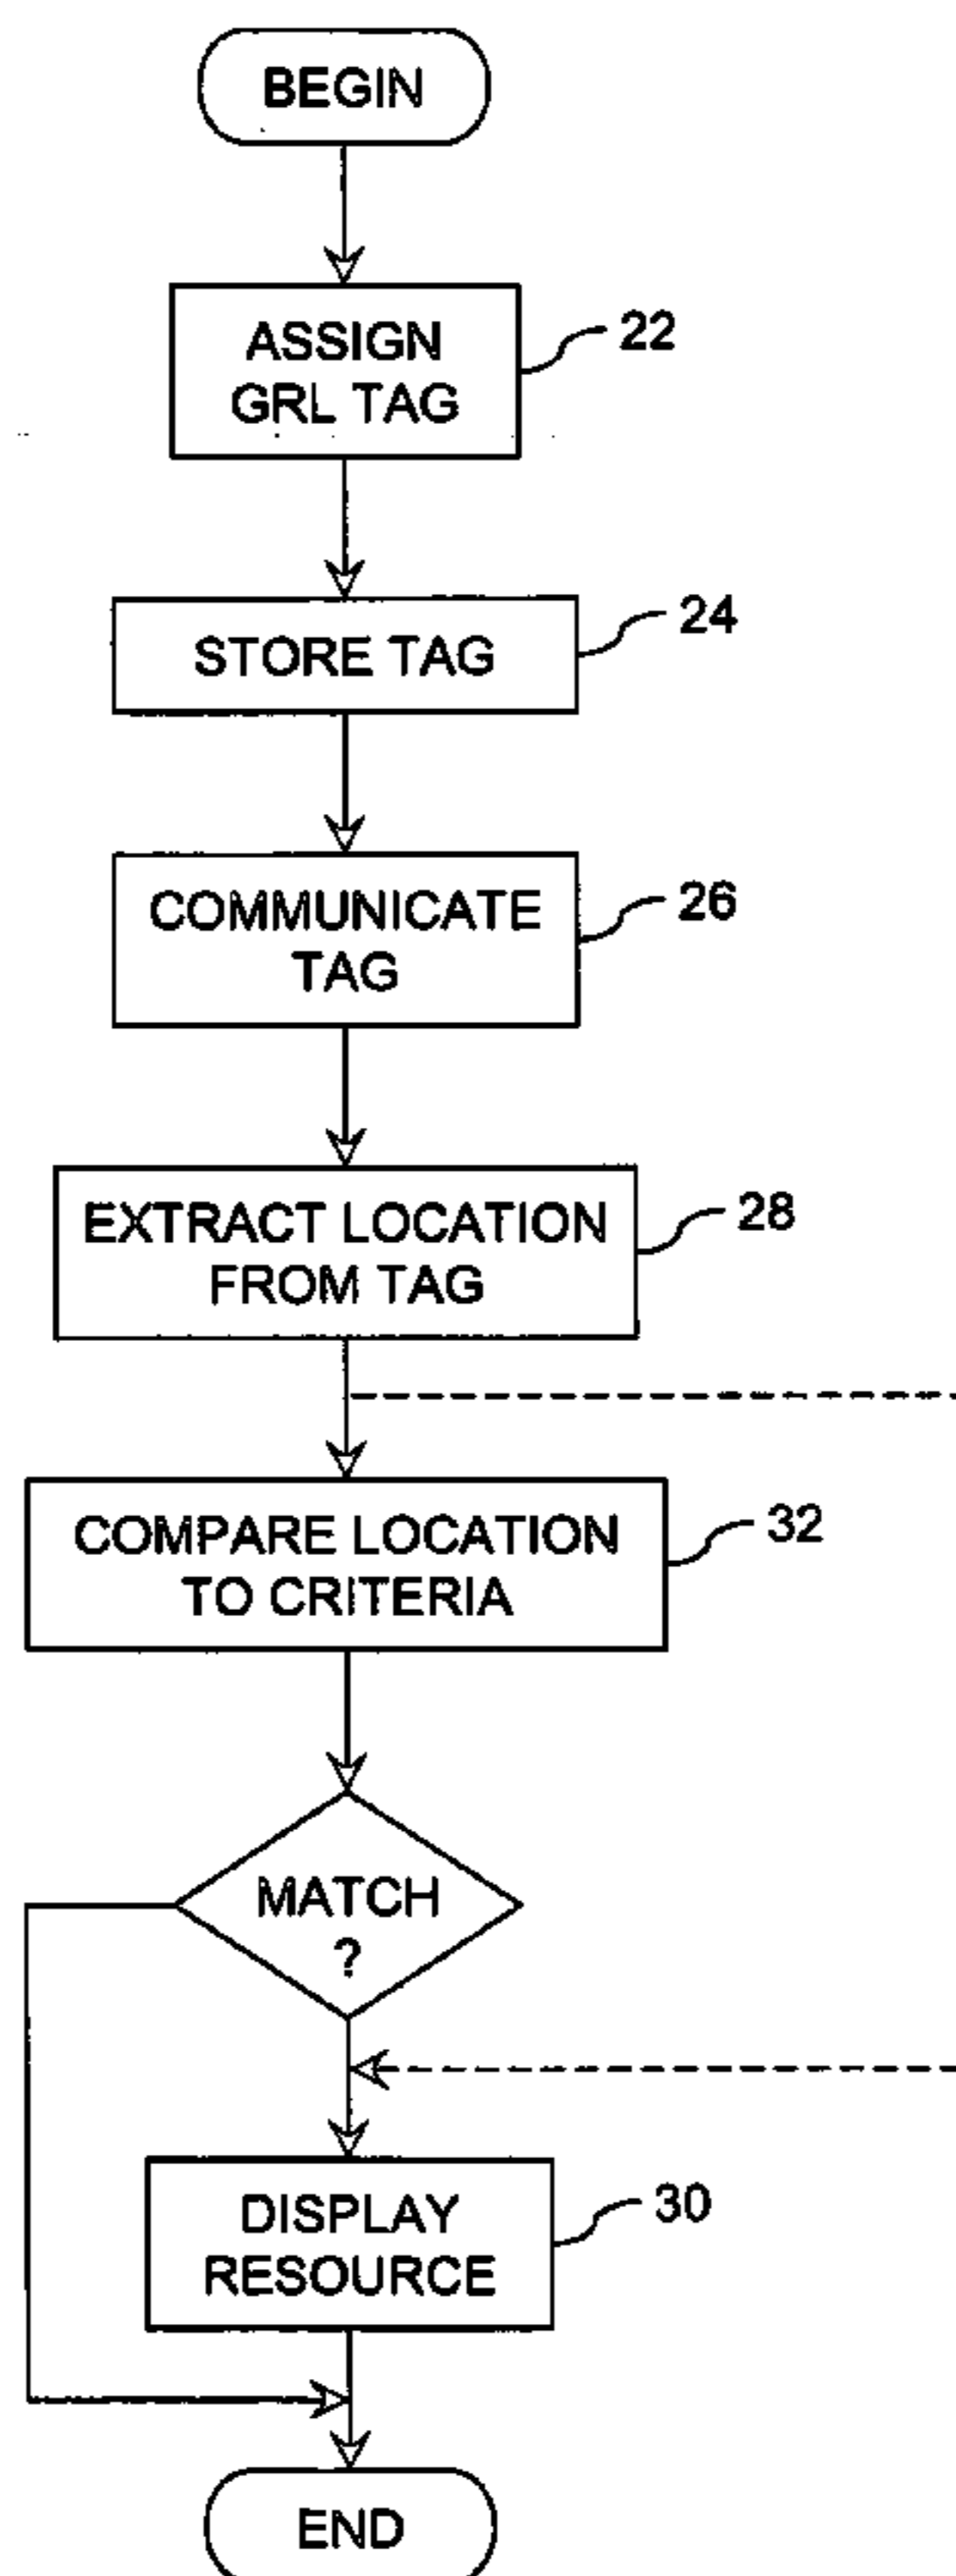 BEGIN
ASSIGN
GRL TAG
22
STORE TAG
24
COMMUNICATE
TAG
26
EXTRACT LOCATION
FROM TAG
28
COMPARE LOCATION
TO CRITERIA
32
MATCH
?
DISPLAY
RESOURCE
30
END